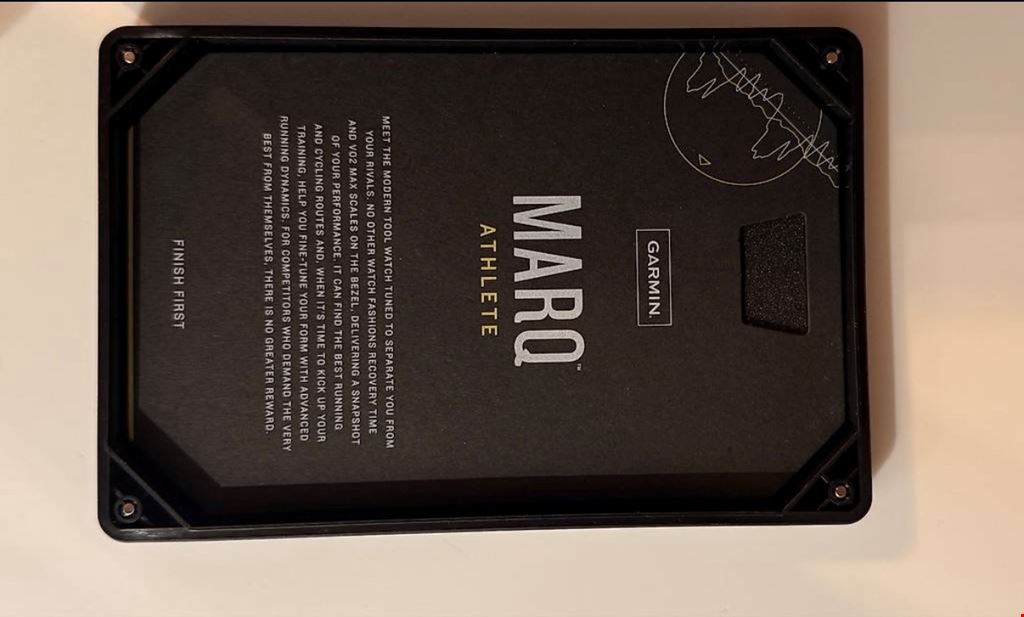 GARMIN
MARQ™
ATHLETE
MEET THE MODERN TOOL WATCH TUNED TO SEPARATE YOU FROM
YOUR RIVALS. NO OTHER WATCH FASHIONS RECOVERY TIME
AND VO2 MAX SCALES ON THE BEZEL, DELIVERING A SNAPSHOT
OF YOUR PERFORMANCE. IT CAN FIND THE BEST RUNNING
AND CYCLING ROUTES AND, WHEN IT'S TIME TO KICK UP YOUR
TRAINING, HELP YOU FINE-TUNE YOUR FORM WITH ADVANCED
RUNNING DYNAMICS. FOR COMPETITORS WHO DEMAND THE VERY
BEST FROM THEMSELVES, THERE IS NO GREATER REWARD.
FINISH FIRST